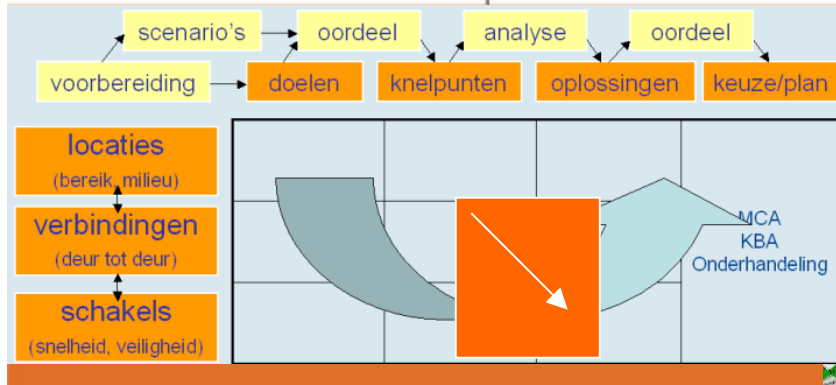 scenario's oordeel analyse oordeel
voorbereiding doelen knelpunten oplossingen keuze/plan
locaties
(bereik, milieu)
verbindingen
(deur tot deur)
schakels
(snelheid, veiligheid)
MCA
KBA
Onderhandeling